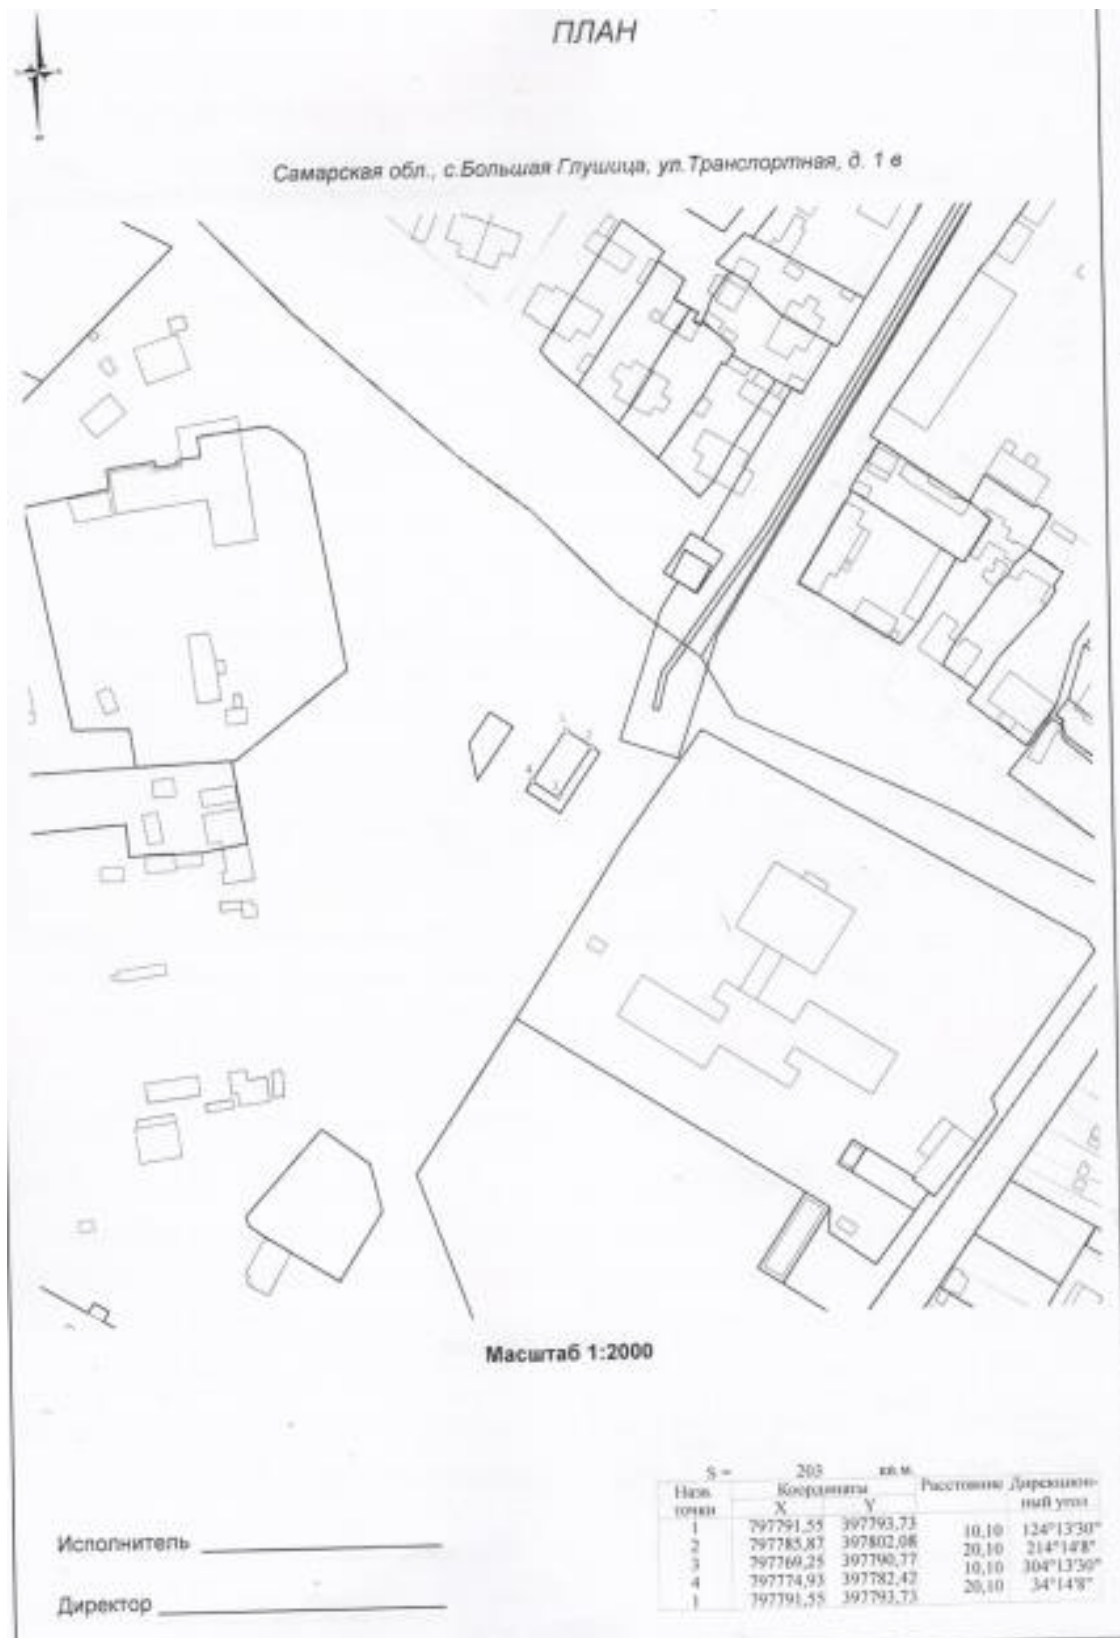 ПЛАН
Самарская обл., с.Большая Глушица, ул.Транспортная, д. 1 в
Масштаб 1:2000
S = 203 кв.м.
Назв. точки Координаты Расстояние Дирекцион-ный угол
X Y
1 797791,55 397793,73
10,10 124°13'30"
2 797785,87 397802,08
20,10 214°14'8"
3 797769,25 397790,77
10,10 304°13'30"
4 797774,93 397782,42
20,10 34°14'8"
1 797791,55 397793,73
Исполнитель
Директор